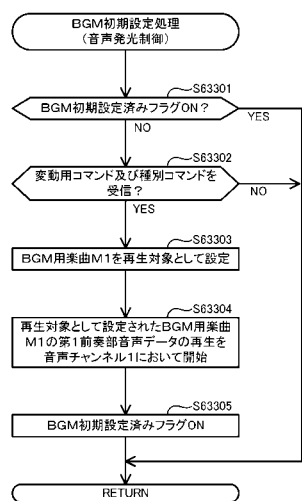 BGM初期設定処理
(音声発光制御)
S63301
BGM初期設定済みフラグON?
YES
NO
S63302
変動用コマンド及び種別コマンドを
受信?
NO
YES
S63303
BGM用楽曲M1を再生対象として設定
S63304
再生対象として設定されたBGM用楽曲
M1の第1前奏部音声データの再生を
音声チャンネル1において開始
S63305
BGM初期設定済みフラグON
RETURN